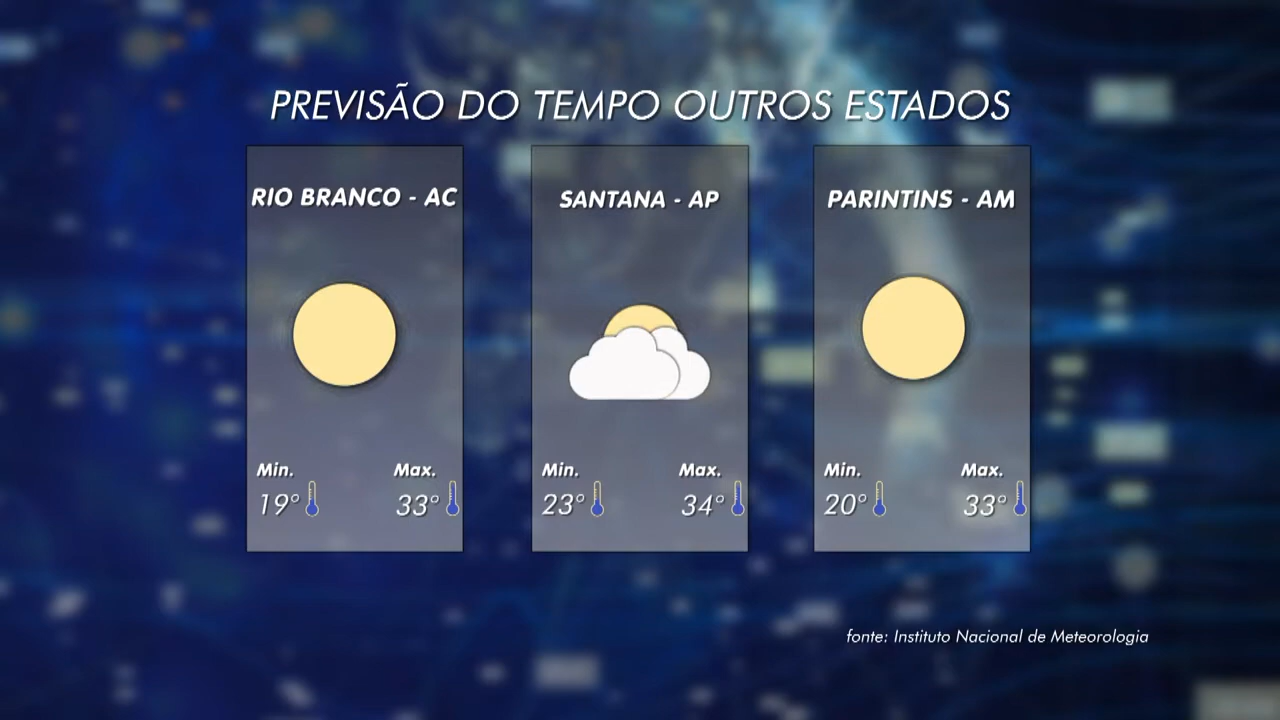 PREVISÃO DO TEMPO OUTROS ESTADOS
RIO BRANCO - AC
Min. Max.
19° 33°
SANTANA - AP
Min. Max.
23° 34°
PARINTINS - AM
Min. Max.
20° 33°
fonte: Instituto Nacional de Meteorologia